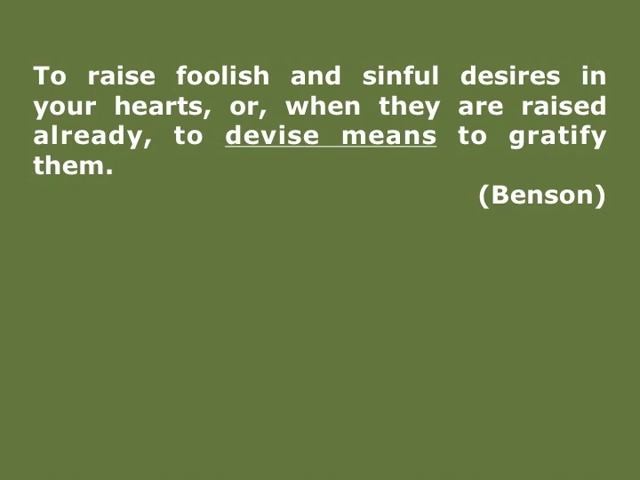 To raise foolish and sinful desires in
your hearts, or, when they are raised
already, to devise means to gratify
them.
(Benson)